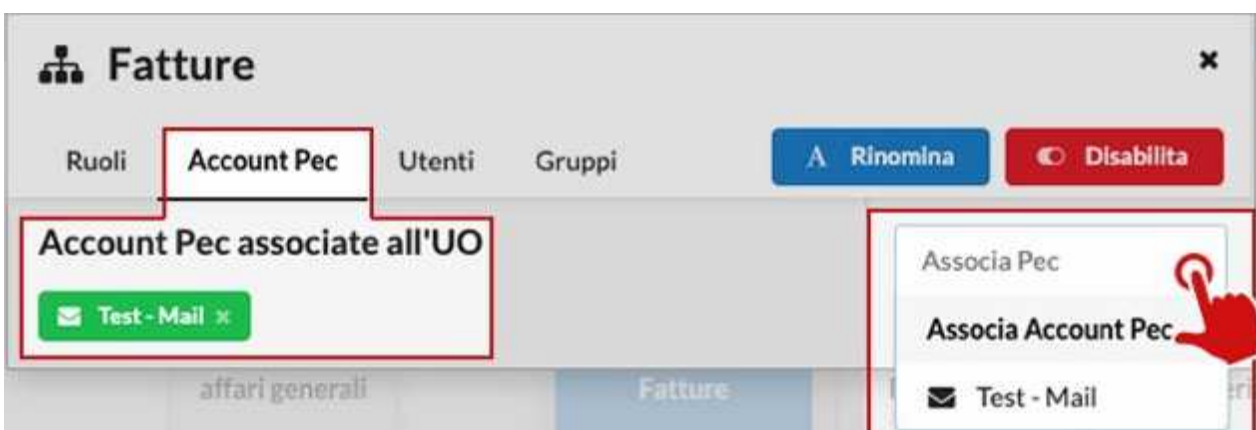 Fatture
Ruoli Account Pec Utenti Gruppi A Rinomina Disabilita
Account Pec associate all'UO
Associa Pec
Test - Mail
Associa Account Pec
Test - Mail
affari generali Fatture